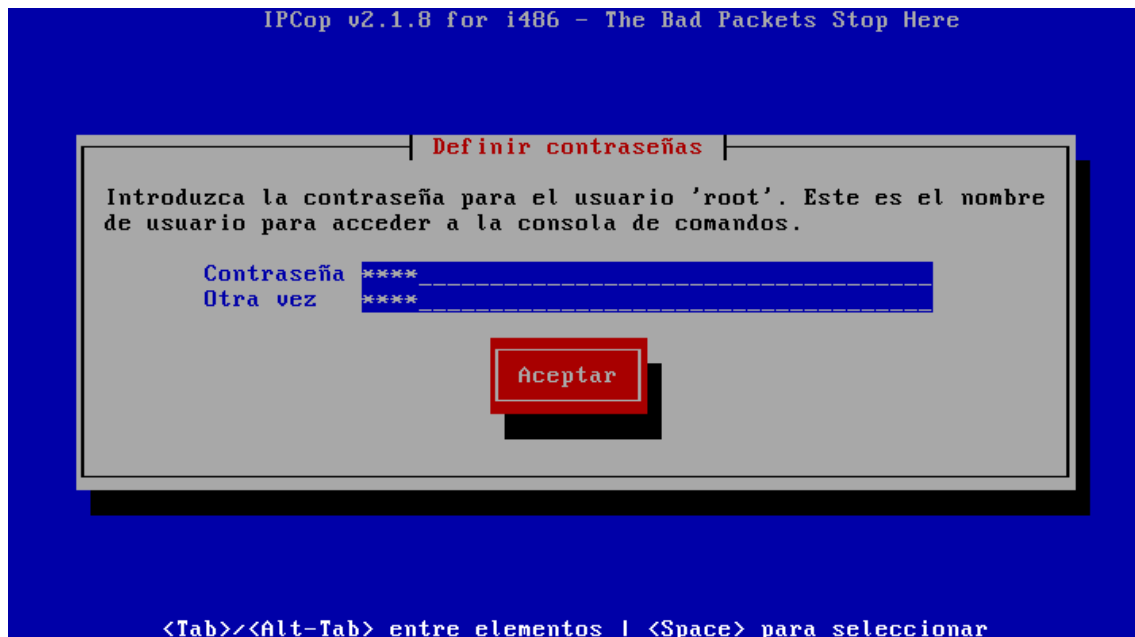 IPCop v2.1.8 for i486 - The Bad Packets Stop Here
Definir contraseñas
Introduzca la contraseña para el usuario 'root'. Este es el nombre
de usuario para acceder a la consola de comandos.
Contraseña ****____________________________________
Otra vez ****____________________________________
Aceptar
<Tab>/<Alt-Tab> entre elementos | <Space> para seleccionar